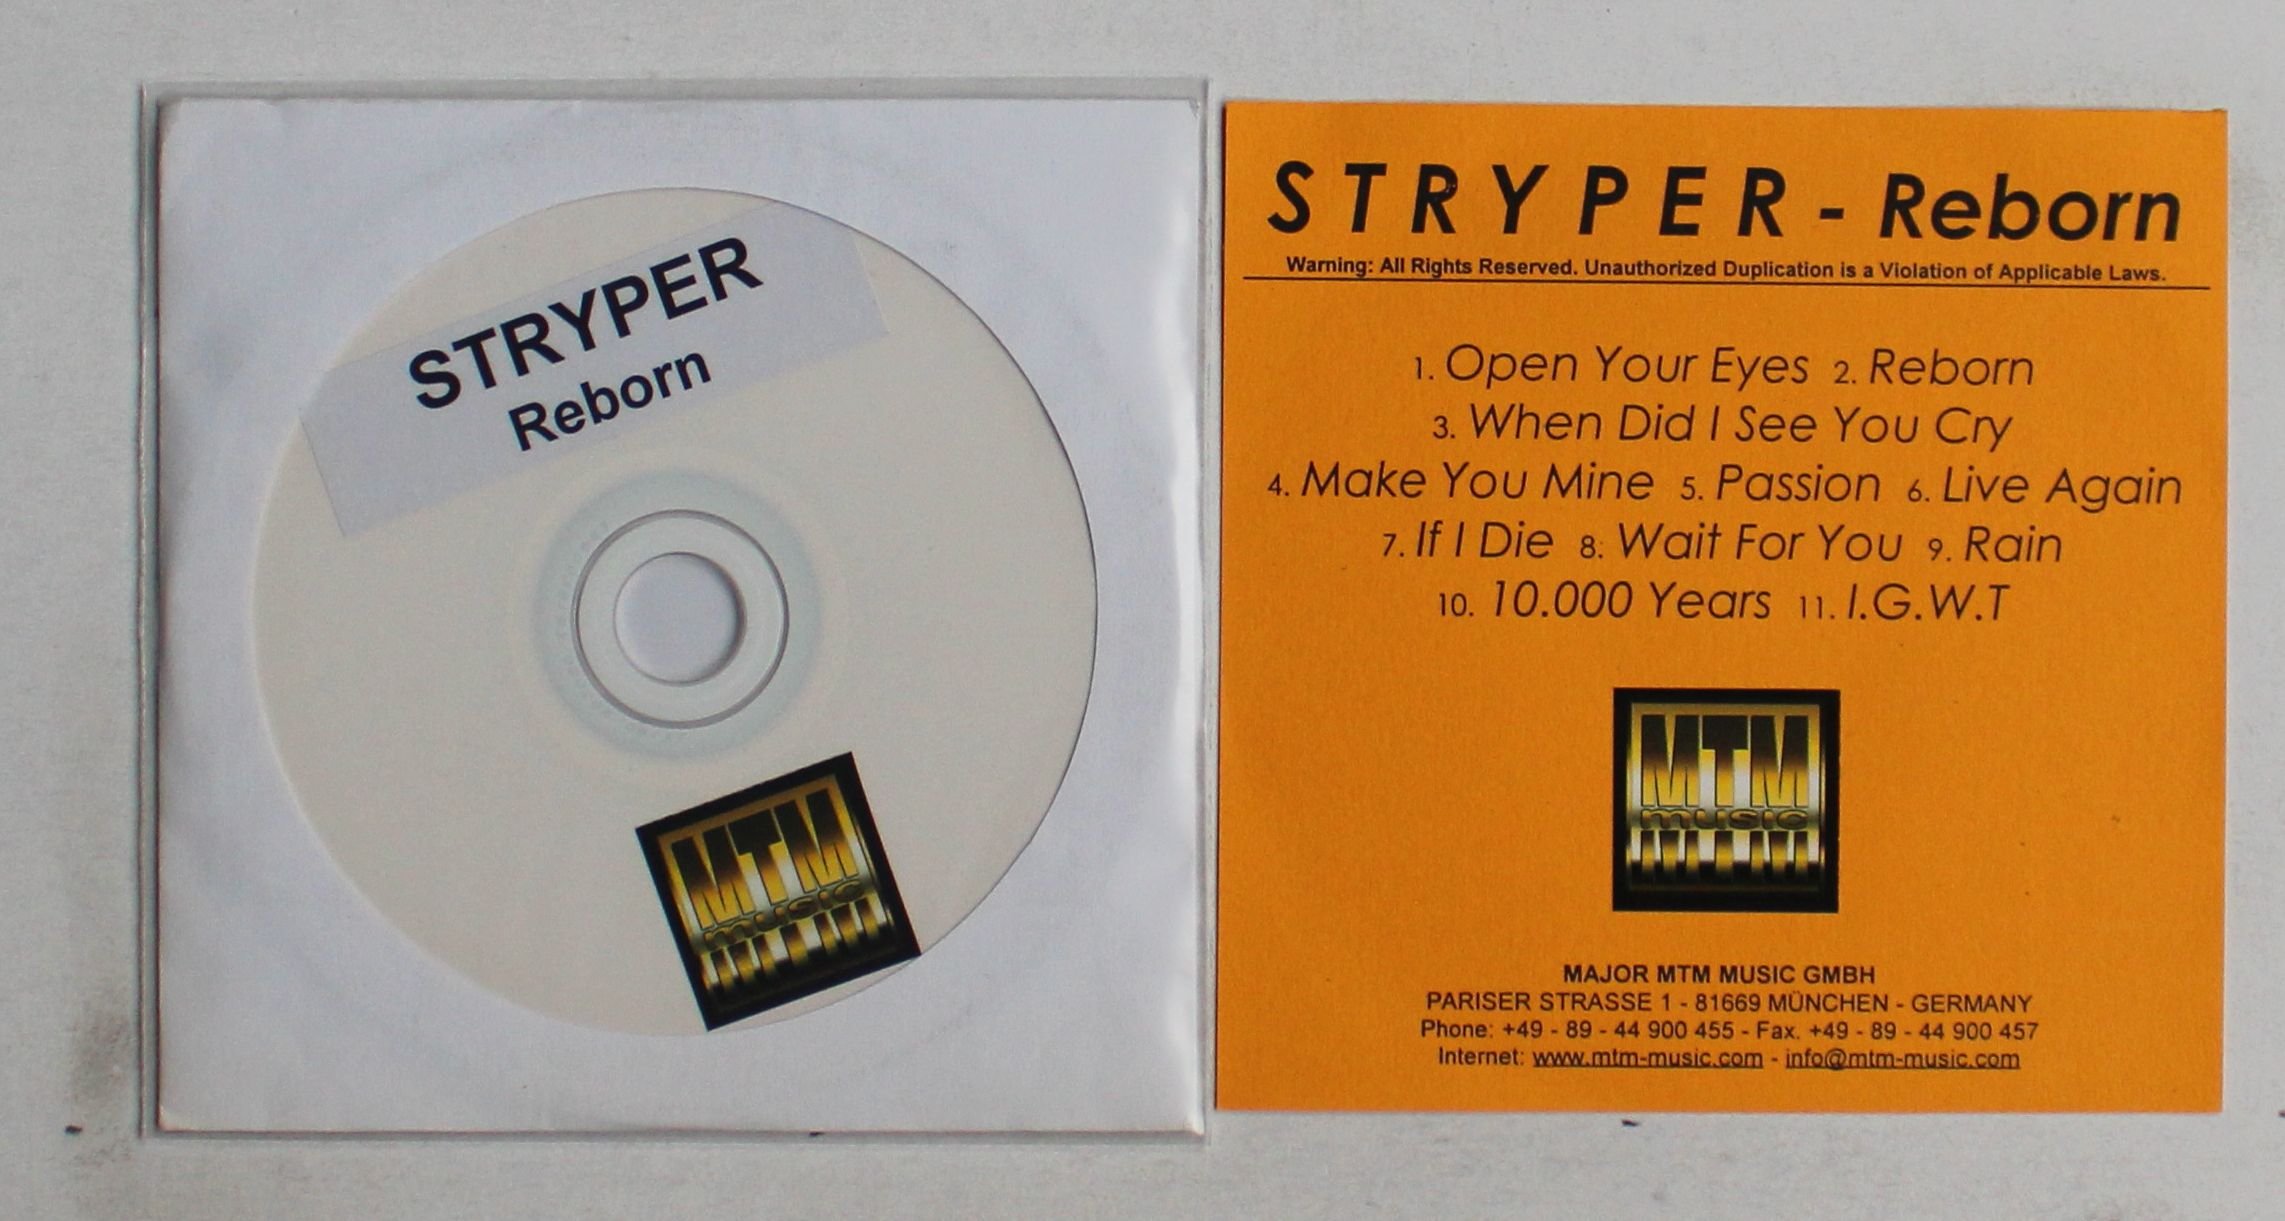 STRYPER
Reborn
MTM
music
STRYPER - Reborn
Warning: All Rights Reserved. Unauthorized Duplication is a Violation of Applicable Laws.
1. Open Your Eyes 2. Reborn
3. When Did I See You Cry
4. Make You Mine 5. Passion 6. Live Again
7. If I Die 8. Wait For You 9. Rain
10. 10.000 Years 11. I.G.W.T
MTM
music
MAJOR MTM MUSIC GMBH
PARISER STRASSE 1 - 81669 MÜNCHEN - GERMANY
Phone: +49 - 89 - 44 900 455 - Fax. +49 - 89 - 44 900 457
Internet: www.mtm-music.com - info@mtm-music.com